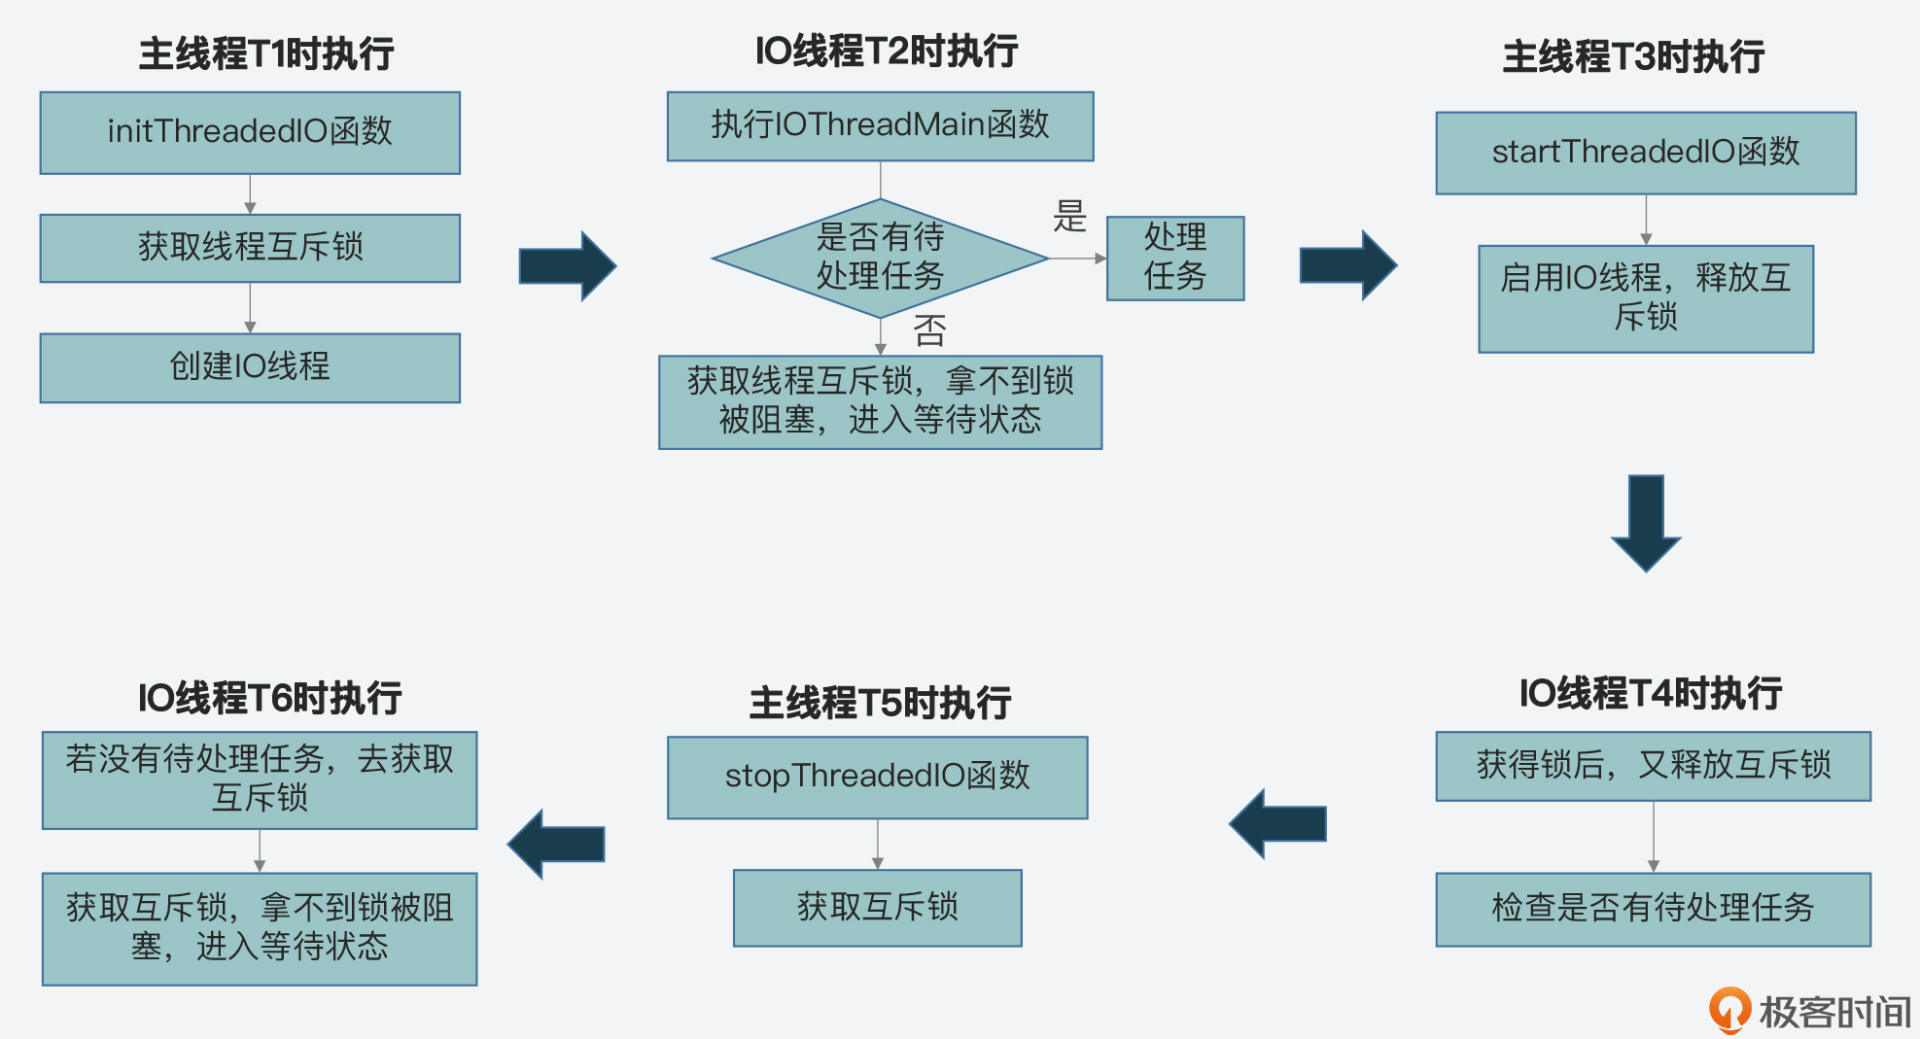 主线程T1时执行
initThreadedIO函数
获取线程互斥锁
创建IO线程
IO线程T2时执行
执行IOThreadMain函数
是否有待
处理任务
是
处理
任务
否
获取线程互斥锁，拿不到锁
被阻塞，进入等待状态
主线程T3时执行
startThreadedIO函数
启用IO线程，释放互
斥锁
IO线程T4时执行
获得锁后，又释放互斥锁
检查是否有待处理任务
主线程T5时执行
stopThreadedIO函数
获取互斥锁
IO线程T6时执行
若没有待处理任务，去获取
互斥锁
获取互斥锁，拿不到锁被阻
塞，进入等待状态
极客时间